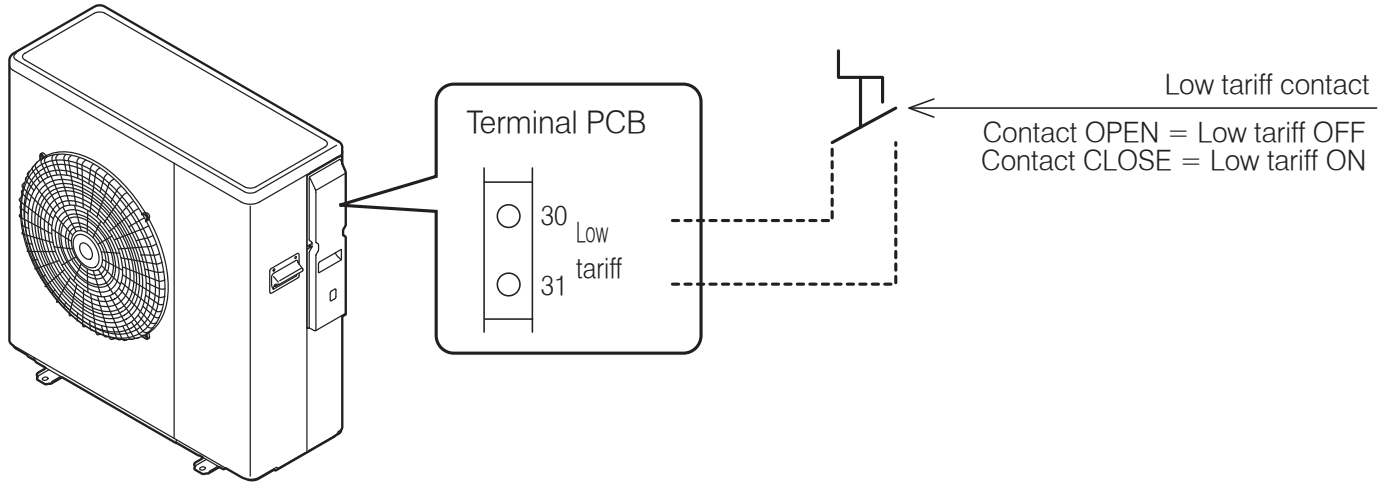 Low tariff contact
Terminal PCB
Contact OPEN = Low tariff OFF
Contact CLOSE = Low tariff ON
30
Low
tariff
31